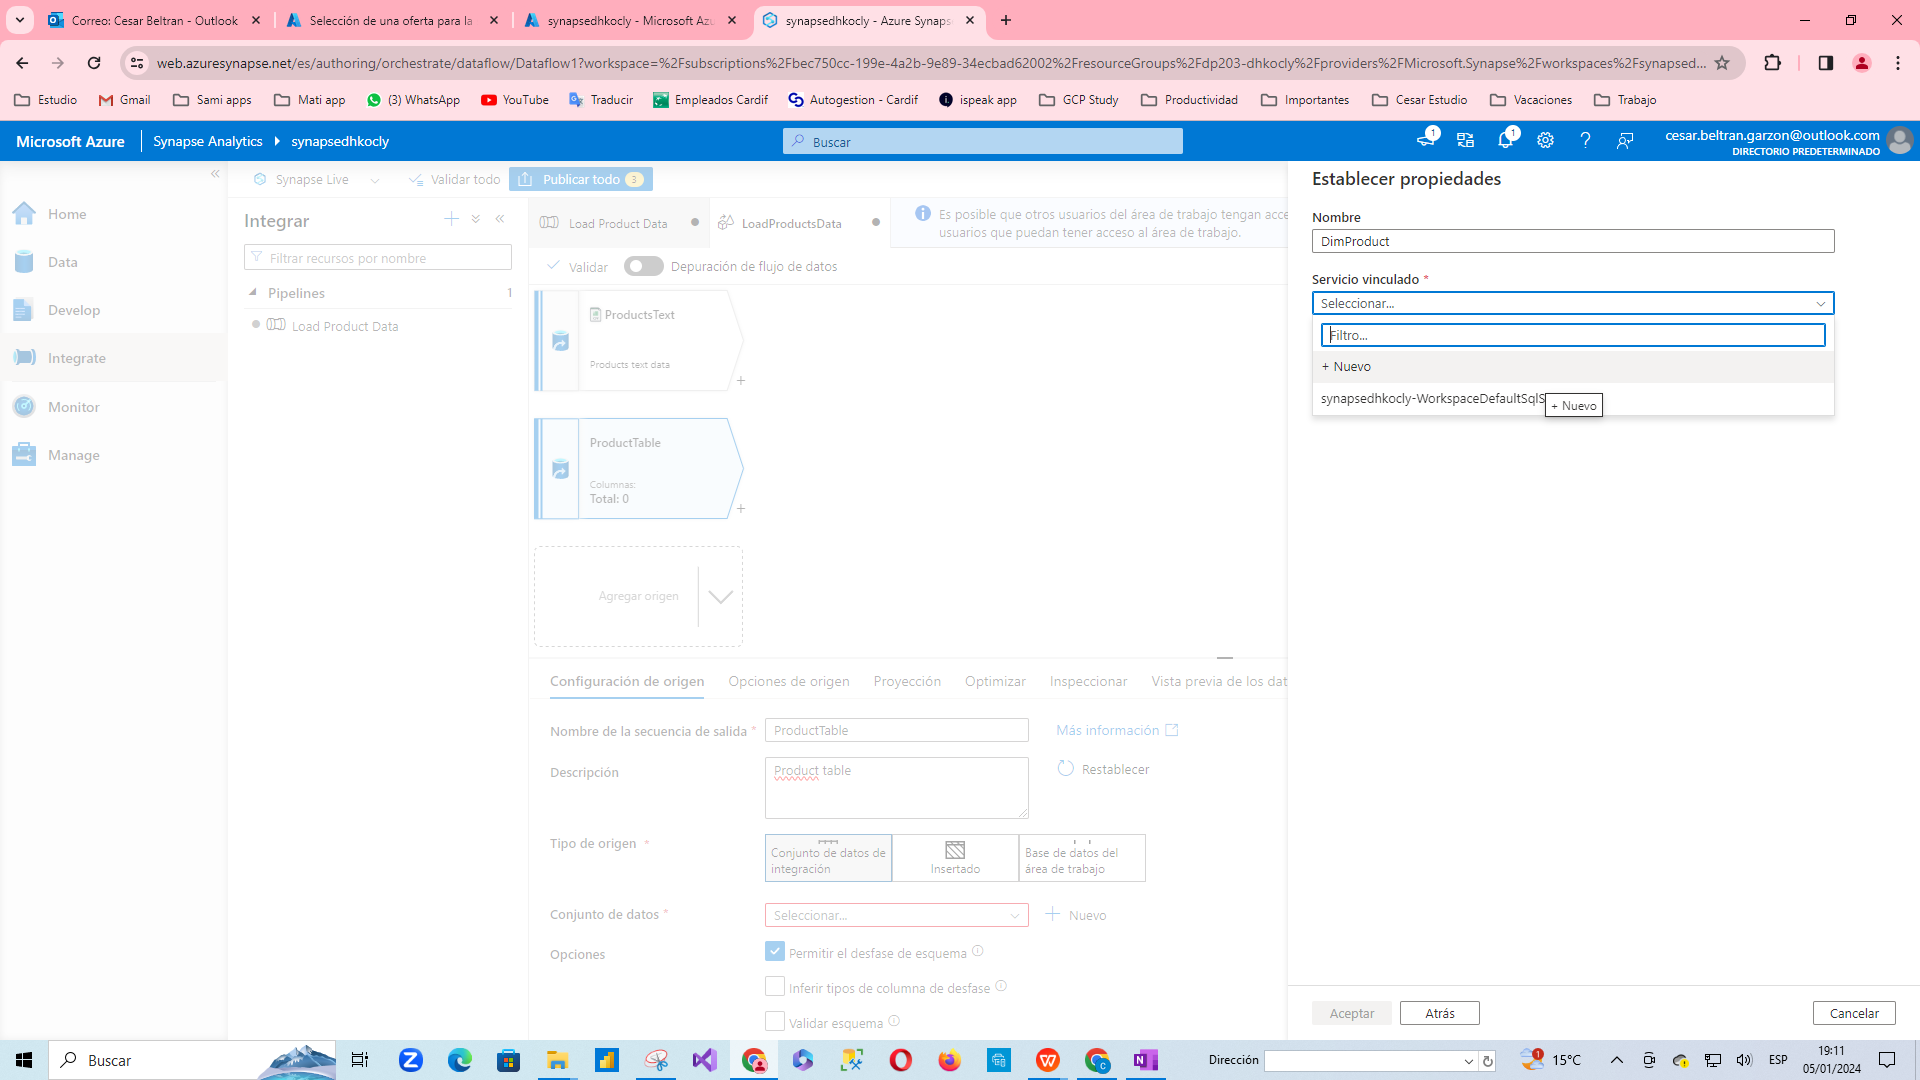 Correo: Cesar Beltran - Outlook
Selección de una oferta para la
synapsedhkocly - Microsoft Azu
synapsedhkocly - Azure Synaps
web.azuresynapse.net/es/authoring/orchestrate/dataflow/Dataflow1?workspace=%2Fsubscriptions%2Fbec750cc-199e-4a2b-9e89-34ecbad62002%2FresourceGroups%2Fdp203-dhkocly%2Fproviders%2FMicrosoft.Synapse%2Fworkspaces%2Fsynapsed...
Estudio
Gmail
Sami apps
Mati app
(3) WhatsApp
YouTube
Traducir
Empleados Cardif
Autogestion - Cardif
ispeak app
GCP Study
Productividad
Importantes
Cesar Estudio
Vacaciones
Trabajo
Microsoft Azure
Synapse Analytics
synapsedhkocly
Buscar
1
1
cesar.beltran.garzon@outlook.com
DIRECTORIO PREDETERMINADO
Home
Data
Develop
Integrate
Monitor
Manage
Synapse Live
Validar todo
Publicar todo
3
Integrar
Filtrar recursos por nombre
Pipelines
1
Load Product Data
Load Product Data
LoadProductsData
Es posible que otros usuarios del área de trabajo tengan acce
usuarios que puedan tener acceso al área de trabajo.
Validar
Depuración de flujo de datos
ProductsText
Products text data
+
ProductTable
Columnas:
Total: 0
+
Agregar origen
Configuración de origen
Opciones de origen
Proyección
Optimizar
Inspeccionar
Vista previa de los dat
Nombre de la secuencia de salida *
ProductTable
Más información
Descripción
Product table
Restablecer
Tipo de origen *
Conjunto de datos de
integración
Insertado
Base de datos del
área de trabajo
Conjunto de datos *
Seleccionar...
Nuevo
Opciones
Permitir el desfase de esquema
Inferir tipos de columna de desfase
Validar esquema
Establecer propiedades
Nombre
DimProduct
Servicio vinculado *
Seleccionar...
Filtro...
+ Nuevo
synapsedhkocly-WorkspaceDefaultSqlS
+ Nuevo
Aceptar
Atrás
Cancelar
Buscar
Dirección
1
15°C
ESP
19:11
05/01/2024